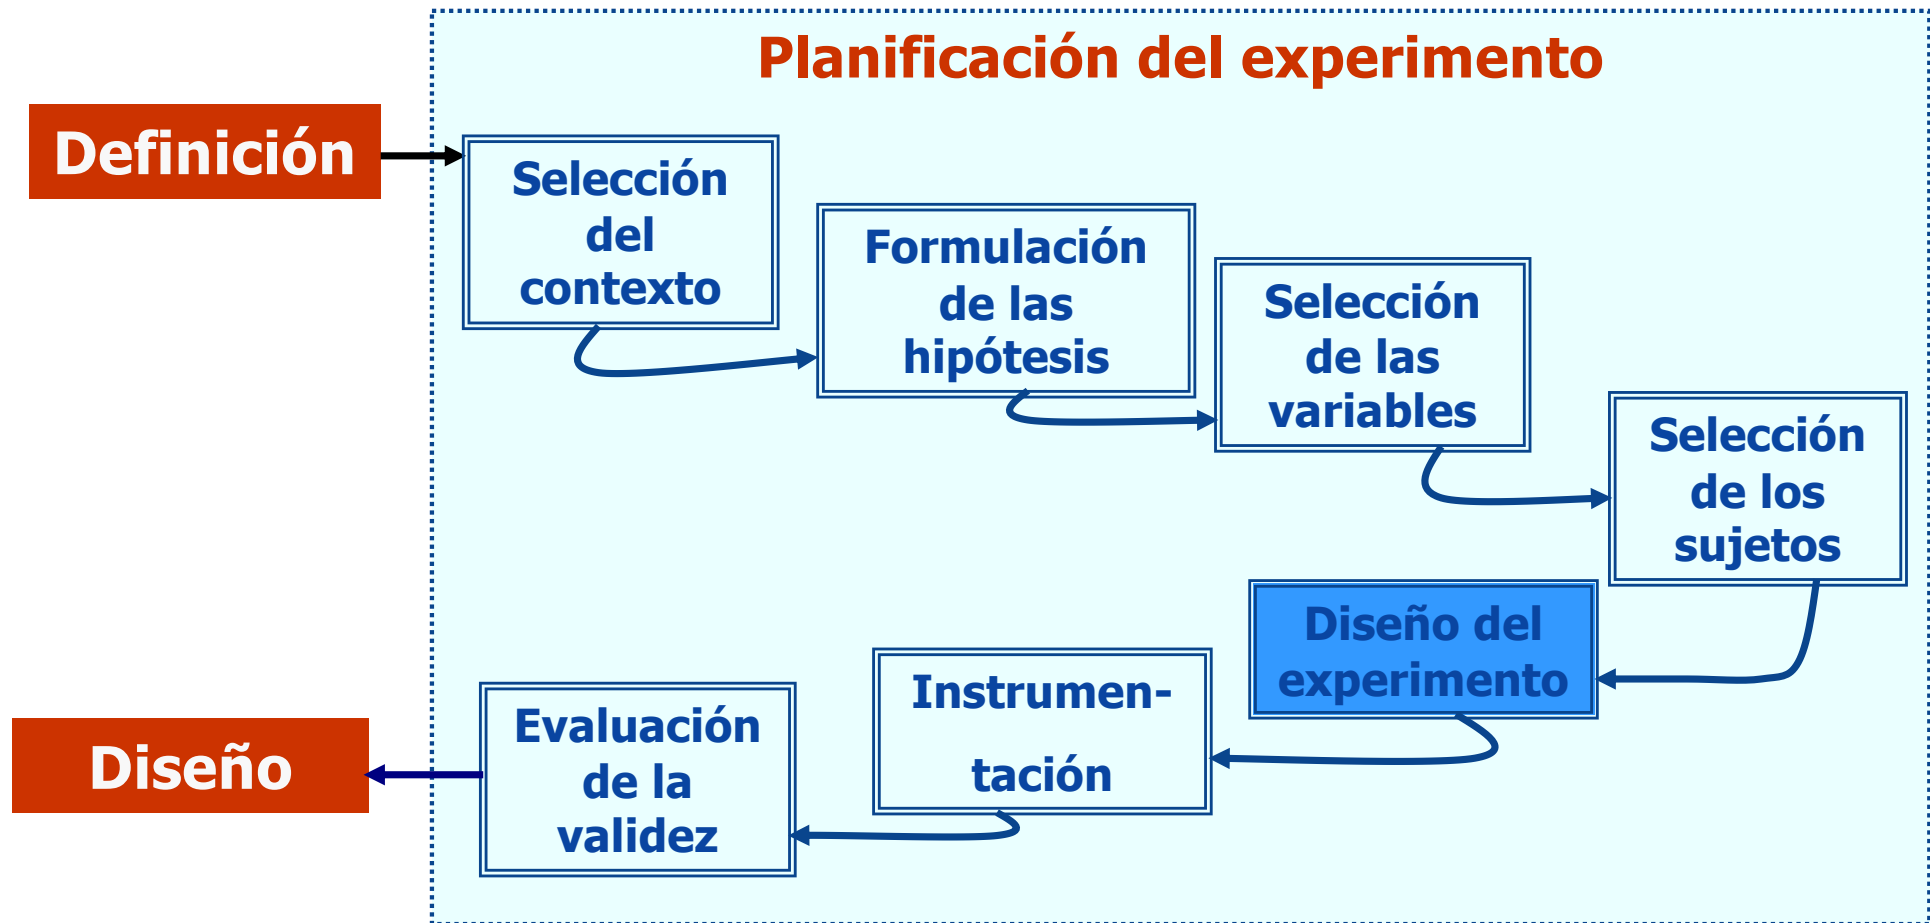 Planificación del experimento
Definición
Selección
del
contexto
Formulación
de las
hipótesis
Selección
de las
variables
Selección
de los
sujetos
Diseño del
experimento
Instrumen-
tación
Evaluación
de la
validez
Diseño